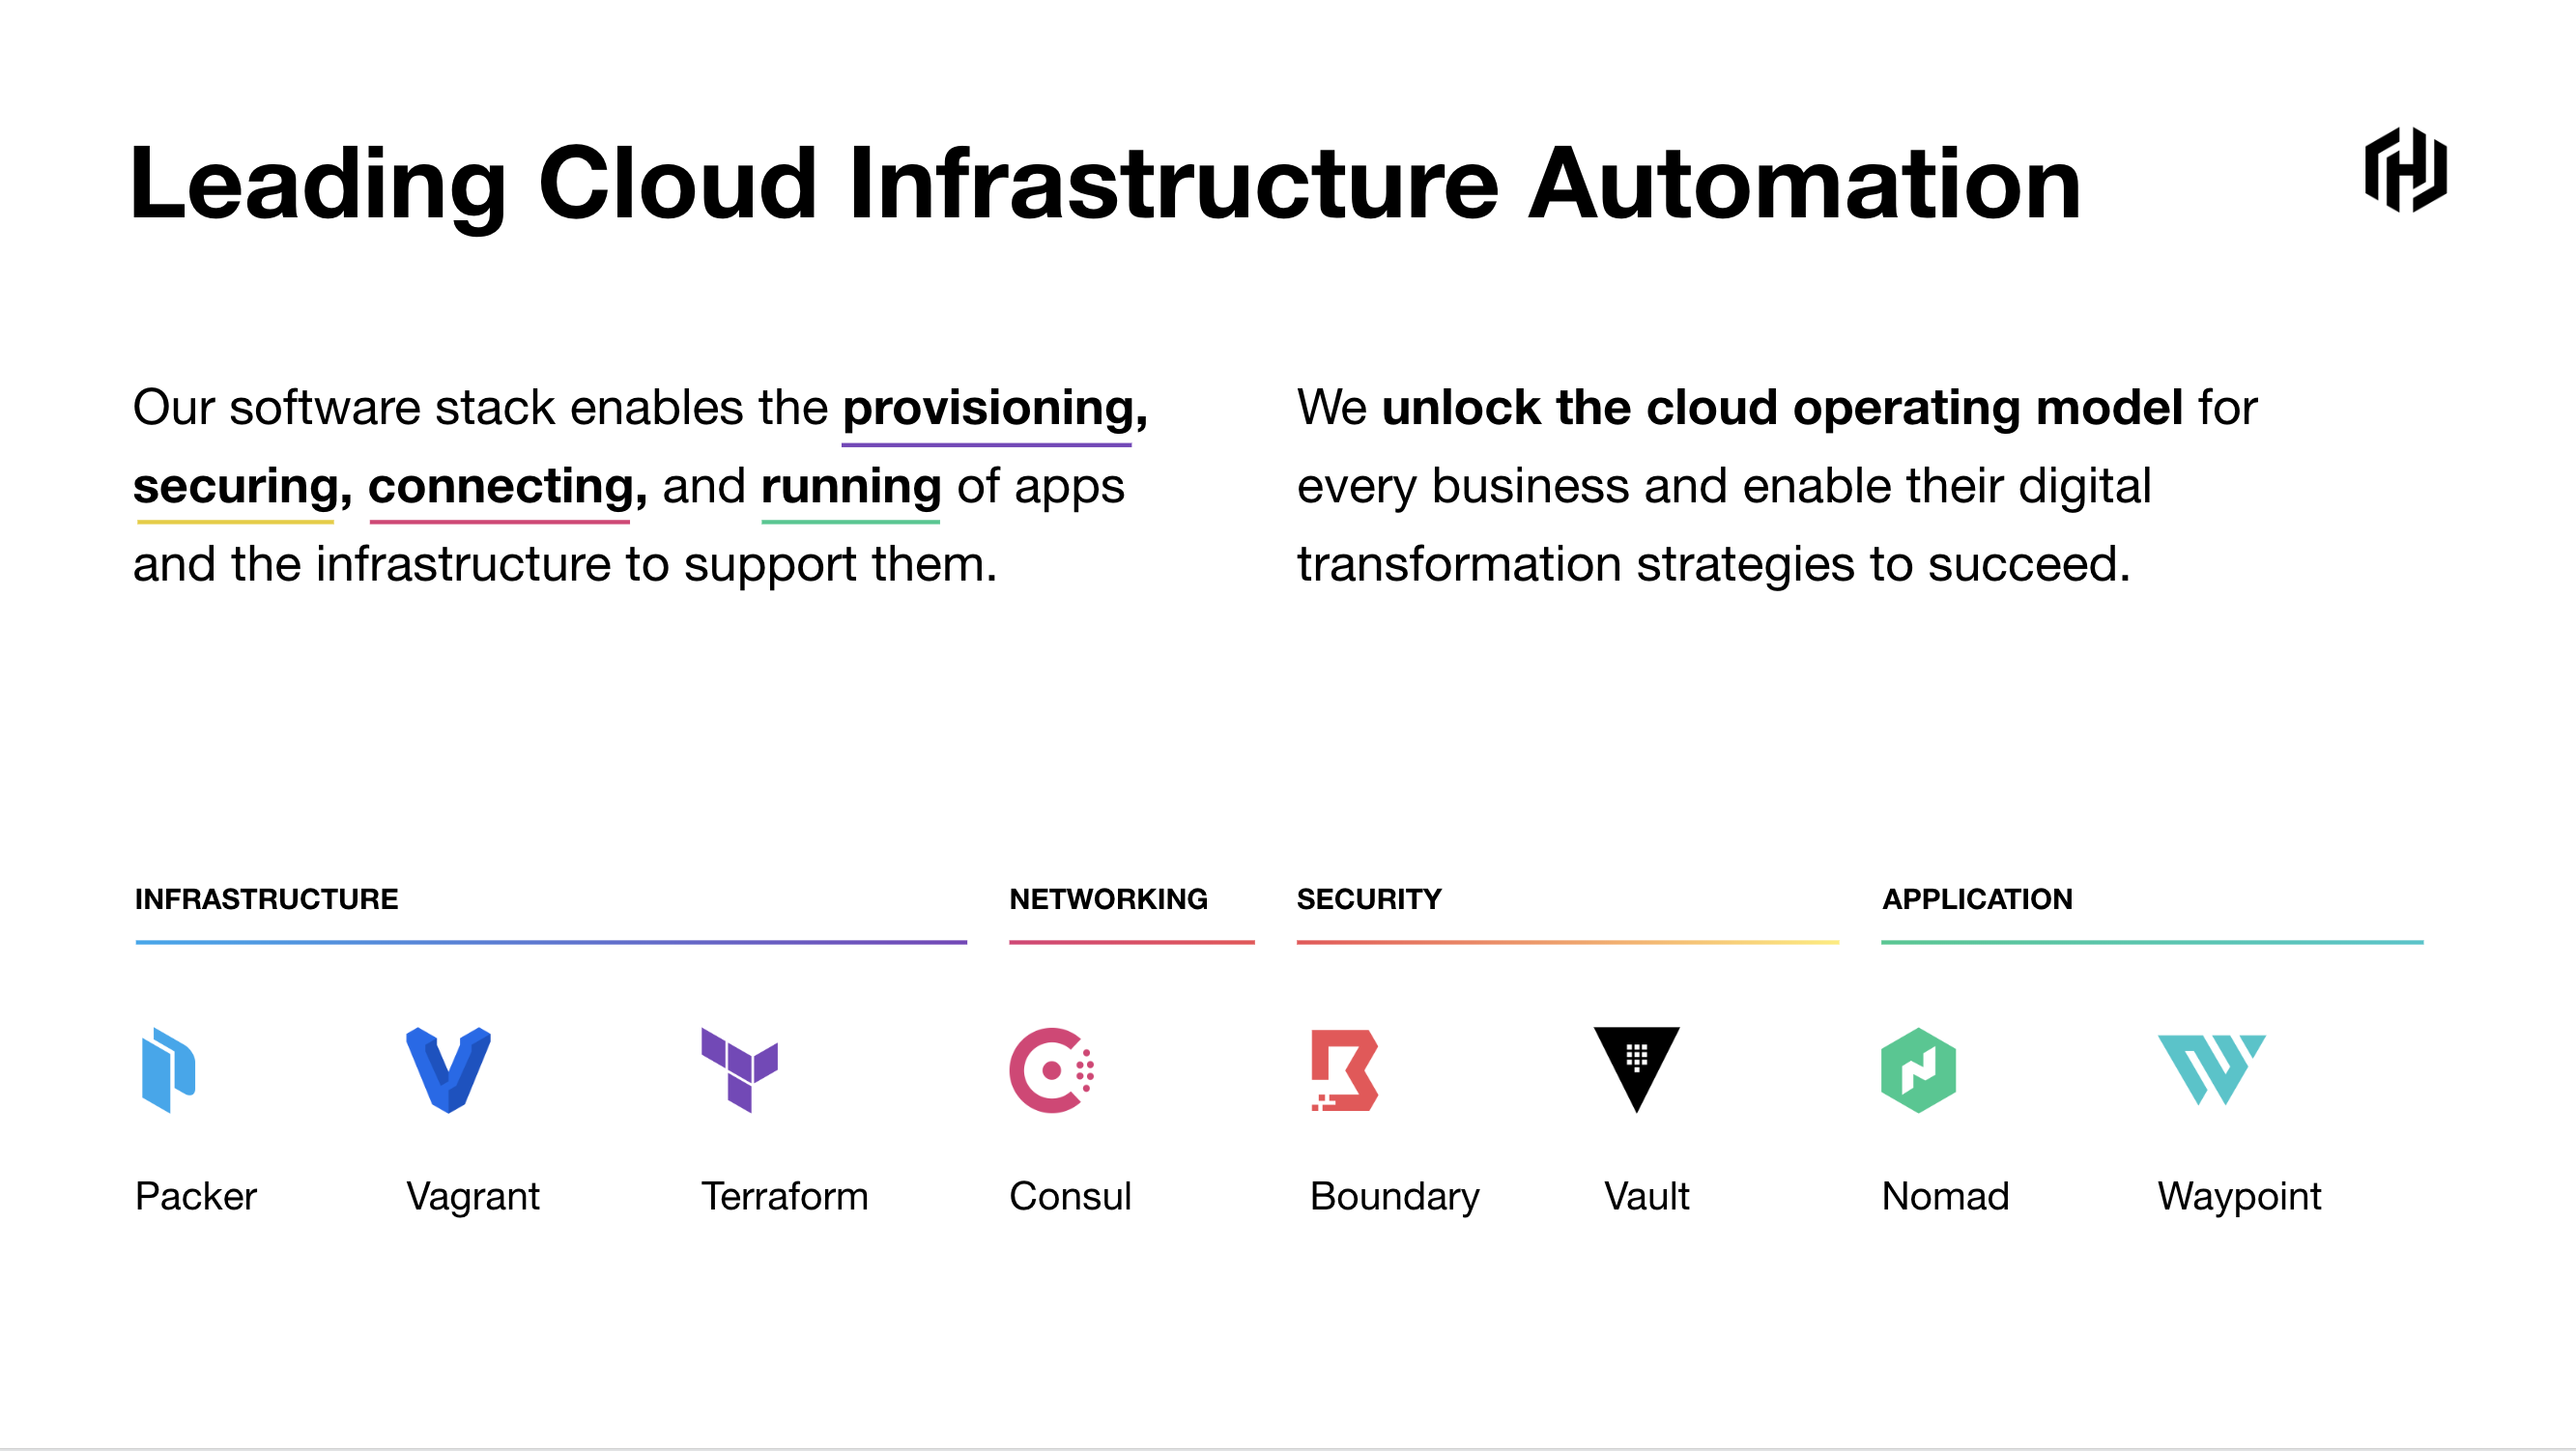 Leading Cloud Infrastructure Automation
Our software stack enables the provisioning,
securing, connecting, and running of apps
and the infrastructure to support them.
We unlock the cloud operating model for
every business and enable their digital
transformation strategies to succeed.
INFRASTRUCTURE
Packer
Vagrant
Terraform
NETWORKING
Consul
SECURITY
Boundary
Vault
APPLICATION
Nomad
Waypoint